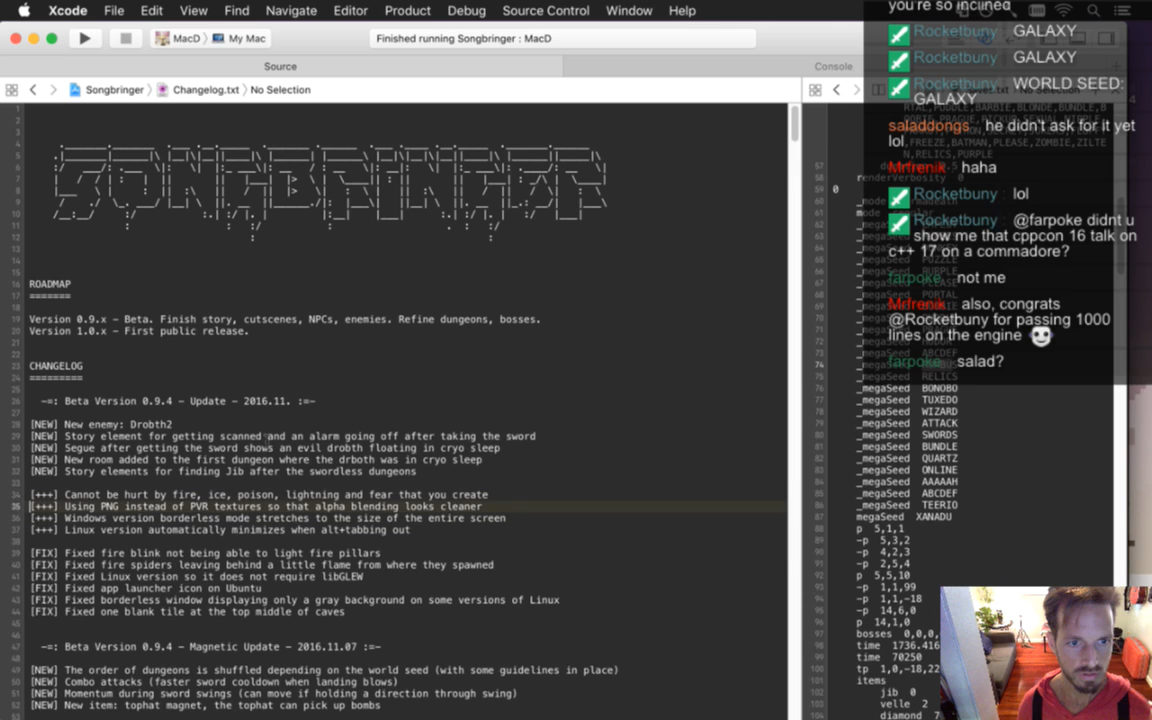 Xcode File Edit View Find Navigate Editor Product Debug Source Control Window Help
MacD My Mac
Finished running Songbringer : MacD
Source
Console
Songbringer Changelog.txt No Selection
ROADMAP
=======
Version 0.9.x - Beta. Finish story, cutscenes, NPCs, enemies. Refine dungeons, bosses.
Version 1.0.x - First public release.
CHANGELOG
=========
-=: Beta Version 0.9.4 - Update - 2016.11. :=-
[NEW] New enemy: Drobth2
[NEW] Story element for getting scanned and an alarm going off after taking the sword
[NEW] Segue after getting the sword shows an evil drobth floating in cryo sleep
[NEW] New room added to the first dungeon where the drboth was in cryo sleep
[NEW] Story elements for finding Jib after the swordless dungeons
[+++] Cannot be hurt by fire, ice, poison, lightning and fear that you create
[+++] Using PNG instead of PVR textures so that alpha blending looks cleaner
[+++] Windows version borderless mode stretches to the size of the entire screen
[+++] Linux version automatically minimizes when alt+tabbing out
[FIX] Fixed fire blink not being able to light fire pillars
[FIX] Fixed fire spiders leaving behind a little flame from where they spawned
[FIX] Fixed Linux version so it does not require libGLEW
[FIX] Fixed app launcher icon on Ubuntu
[FIX] Fixed borderless window displaying only a gray background on some versions of Linux
[FIX] Fixed one blank tile at the top middle of caves
-=: Beta Version 0.9.4 - Magnetic Update - 2016.11.07 :=-
[NEW] The order of dungeons is shuffled depending on the world seed (with some guidelines in place)
[NEW] Combo attacks (faster sword cooldown when landing blows)
[NEW] Momentum during sword swings (can move if holding a direction through swing)
[NEW] New item: tophat magnet, the tophat can pick up bombs
you're so inclined
Rocketbuny GALAXY
Rocketbuny GALAXY
Rocketbuny WORLD SEED:
GALAXY
saladdongs he didn't ask for it yet
lol
Mrfrenik haha
Rocketbuny : lol
Rocketbuny : @farpoke didnt u
show me that cppcon 16 talk on
c++ 17 on a commadore?
farpoke not me
Mrfrenik also, congrats
@Rocketbuny for passing 1000
lines on the engine
farpoke salad?
renderVerbosity 0
_megaSeed RELICS
_megaSeed BONOBO
_megaSeed TUXEDO
_megaSeed WIZARD
_megaSeed ATTACK
_megaSeed SWORDS
_megaSeed BUNDLE
_megaSeed QUARTZ
_megaSeed ONLINE
_megaSeed AAAAAH
_megaSeed ABCDEF
_megaSeed TEERIO
megaSeed XANADU
p 5,1,1
-p 5,3,2
-p 4,2,3
-p 2,5,4
p 5,5,10
-p 1,1,99
-p 1,1,-18
-p 14,6,0
p 14,1,0
bosses 0,0,0,
time 1736.416
time 70250
tp 1,0,-18,22
items
jib 0
velle 2
diamond 7